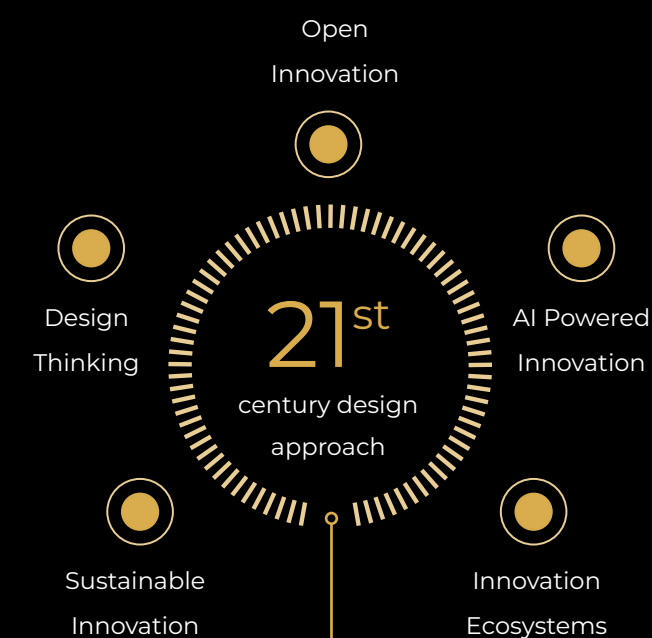 Open
Innovation
Design
Thinking
21st
century design
approach
AI Powered
Innovation
Sustainable
Innovation
Innovation
Ecosystems